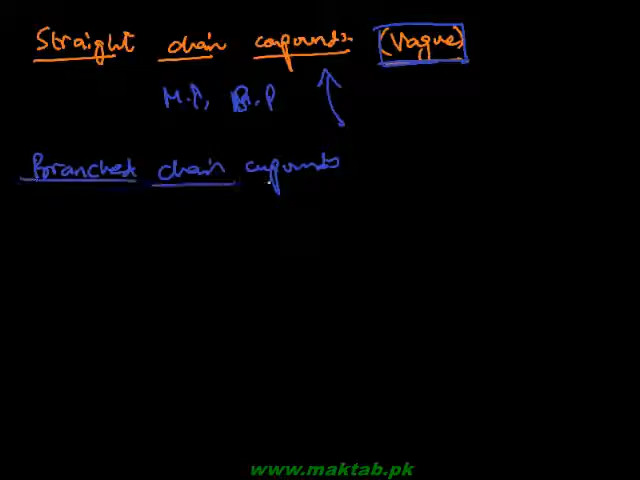 Straight chain compounds (Vague)
M.P, B.P
Branched chain compounds
www.maktab.pk